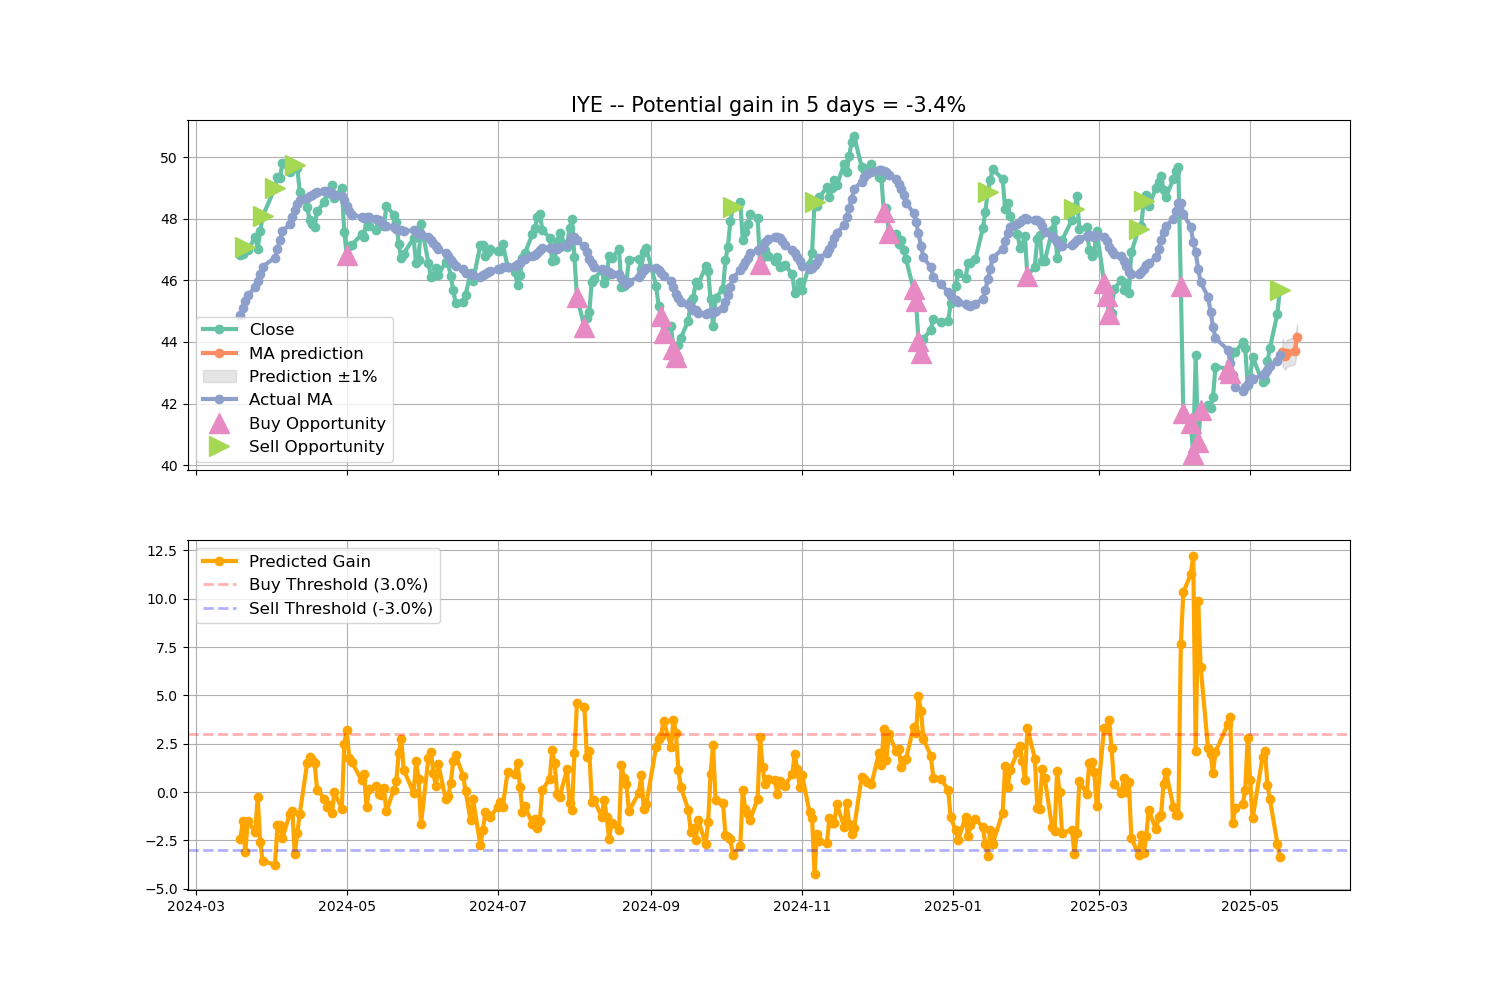 IYE -- Potential gain in 5 days = -3.4%
50
48
46
44
42
40
Close
MA prediction
Prediction ±1%
Actual MA
Buy Opportunity
Sell Opportunity
12.5
10.0
7.5
5.0
2.5
0.0
−2.5
−5.0
Predicted Gain
Buy Threshold (3.0%)
Sell Threshold (-3.0%)
2024-03
2024-05
2024-07
2024-09
2024-11
2025-01
2025-03
2025-05